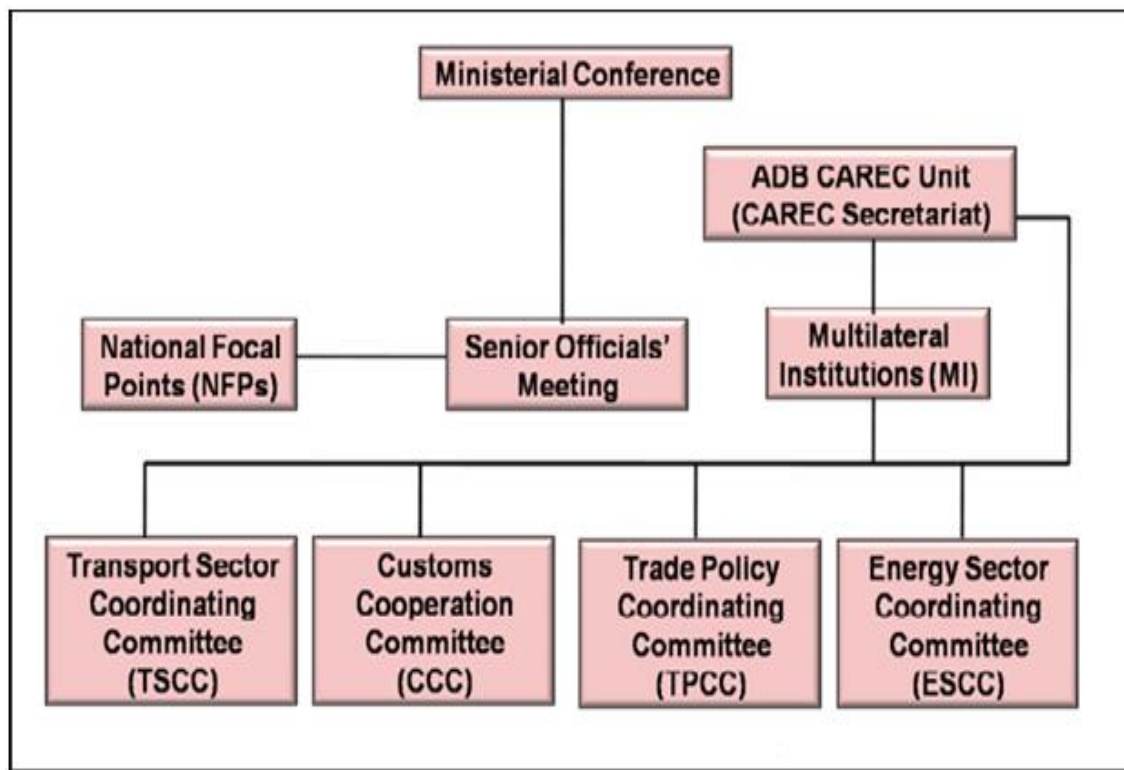 Ministerial Conference
ADB CAREC Unit
(CAREC Secretariat)
National Focal
Points (NFPs)
Senior Officials'
Meeting
Multilateral
Institutions (MI)
Transport Sector
Coordinating
Committee
(TSCC)
Customs
Cooperation
Committee
(CCC)
Trade Policy
Coordinating
Committee
(TPCC)
Energy Sector
Coordinating
Committee
(ESCC)